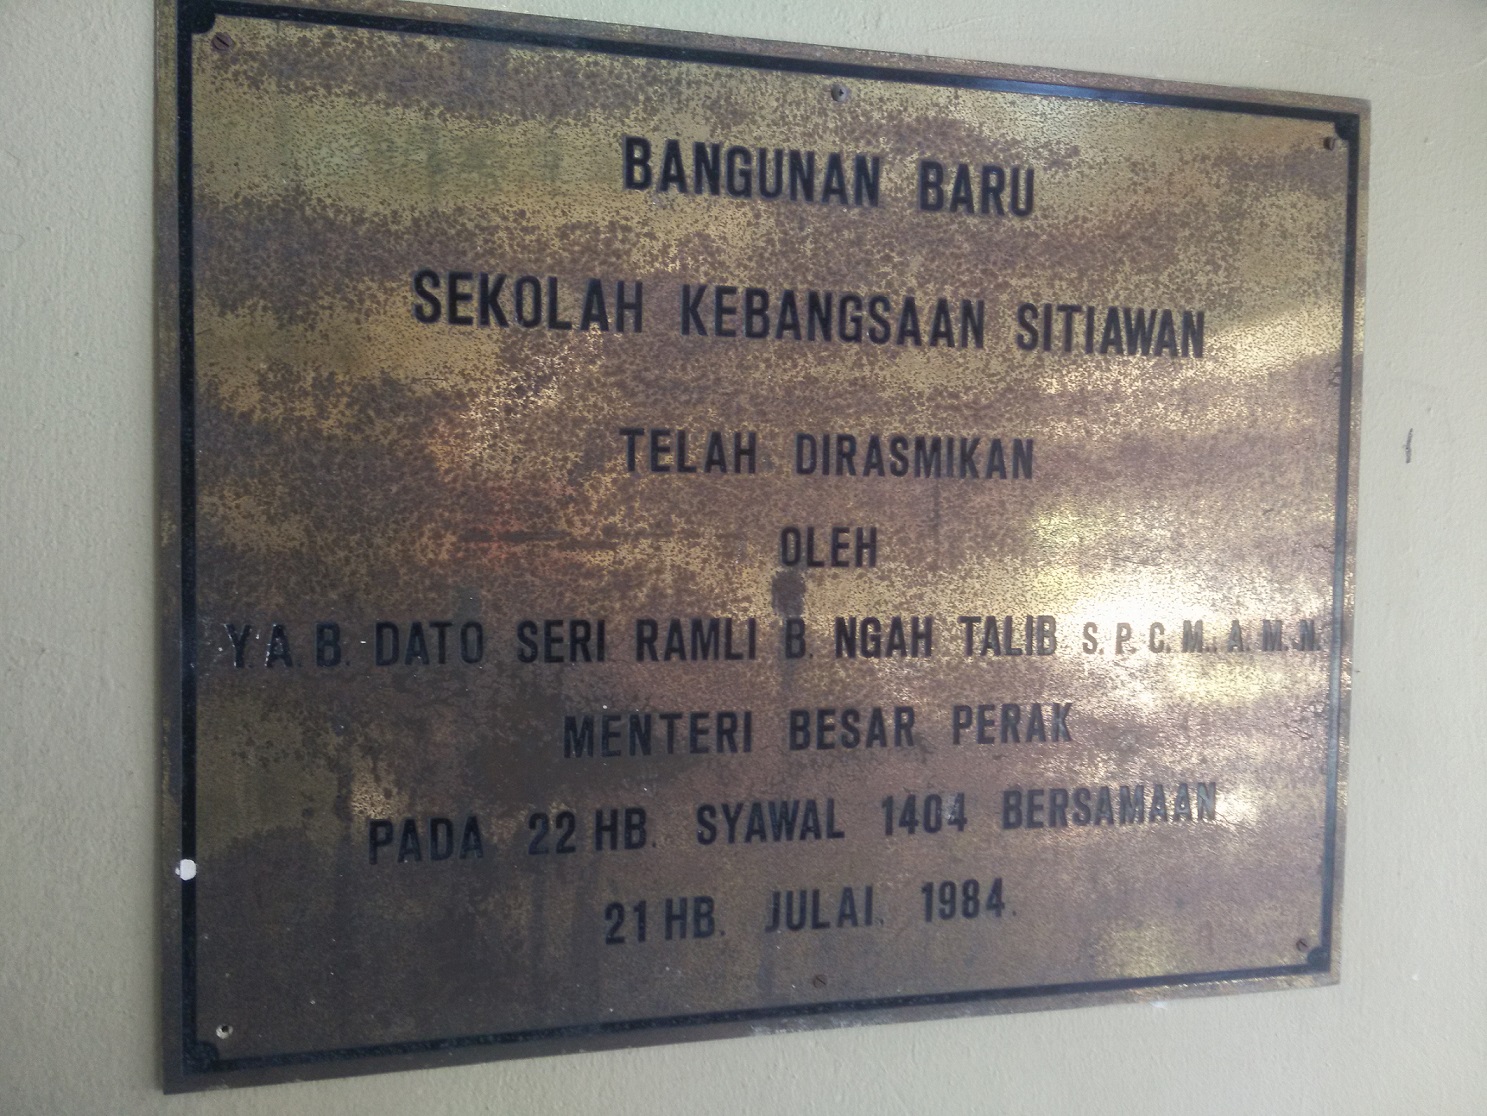 BANGUNAN BARU
SEKOLAH KEBANGSAAN SITIAWAN
TELAH DIRASMIKAN
OLEH
Y.A.B. DATO SERI RAMLI B. NGAH TALIB S.P.C.M., A.M.N.
MENTERI BESAR PERAK
PADA 22 HB. SYAWAL 1404 BERSAMAAN
21 HB. JULAI. 1984.